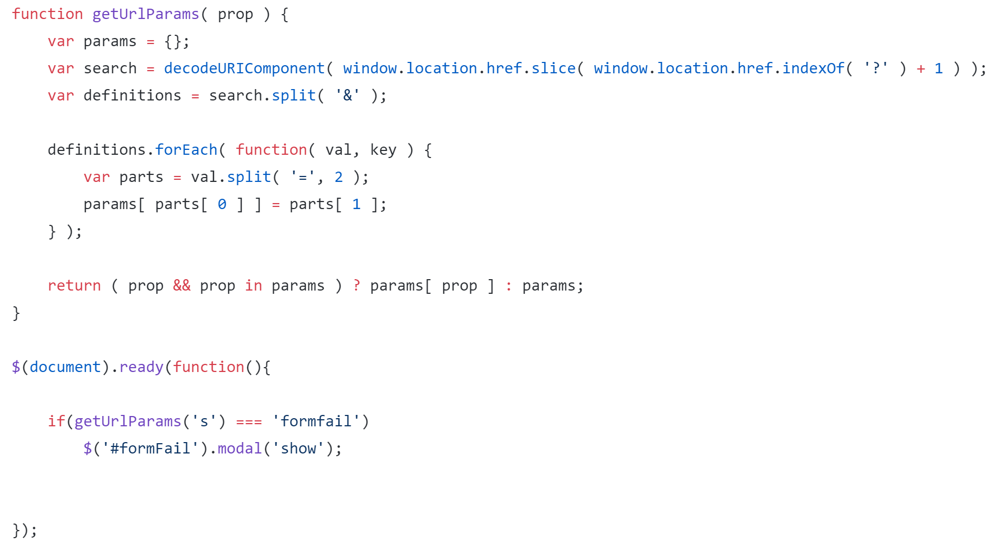 function getUrlParams( prop ) {
    var params = {};
    var search = decodeURIComponent( window.location.href.slice( window.location.href.indexOf( '?' ) + 1 ) );
    var definitions = search.split( '&' );

    definitions.forEach( function( val, key ) {
        var parts = val.split( '=', 2 );
        params[ parts[ 0 ] ] = parts[ 1 ];
    } );

    return ( prop && prop in params ) ? params[ prop ] : params;
}

$(document).ready(function(){

    if(getUrlParams('s') === 'formfail')
        $('#formFail').modal('show');


});